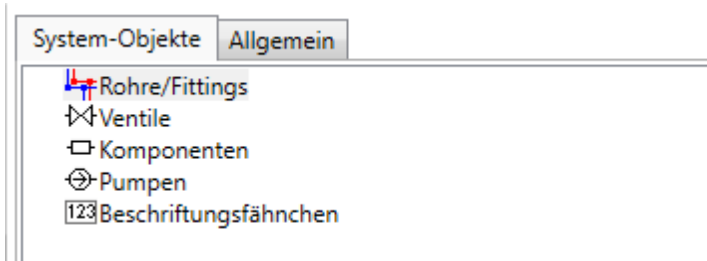 System-Objekte Allgemein
Rohre/Fittings
Ventile
Komponenten
Pumpen
123 Beschriftungsfähnchen